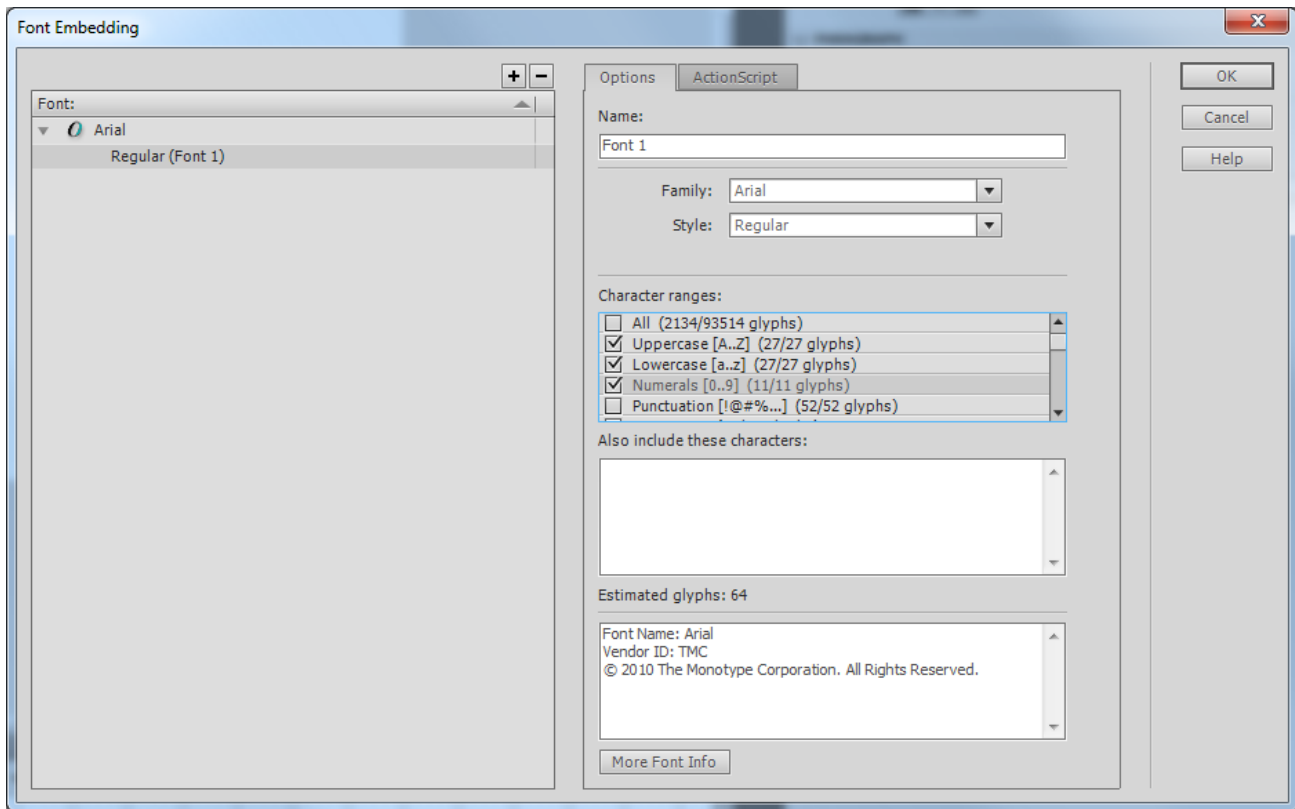 Font Embedding
+ -
Font:
Arial
Regular (Font 1)
Options
ActionScript
Name:
Font 1
Family: Arial
Style: Regular
Character ranges:
All (2134/93514 glyphs)
Uppercase [A..Z] (27/27 glyphs)
Lowercase [a..z] (27/27 glyphs)
Numerals [0..9] (11/11 glyphs)
Punctuation [!@#%...] (52/52 glyphs)
Also include these characters:
Estimated glyphs: 64
Font Name: Arial
Vendor ID: TMC
© 2010 The Monotype Corporation. All Rights Reserved.
More Font Info
OK
Cancel
Help